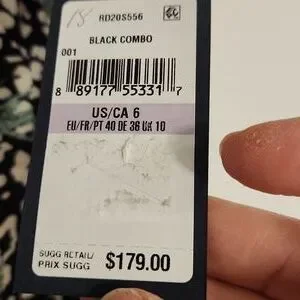 18 RD20S556
BLACK COMBO
001
8 89177 55331 7
US/CA 6
EU/FR/PT 40 DE 36 UK 10
SUGG RETAIL/
PRIX SUGG $179.00